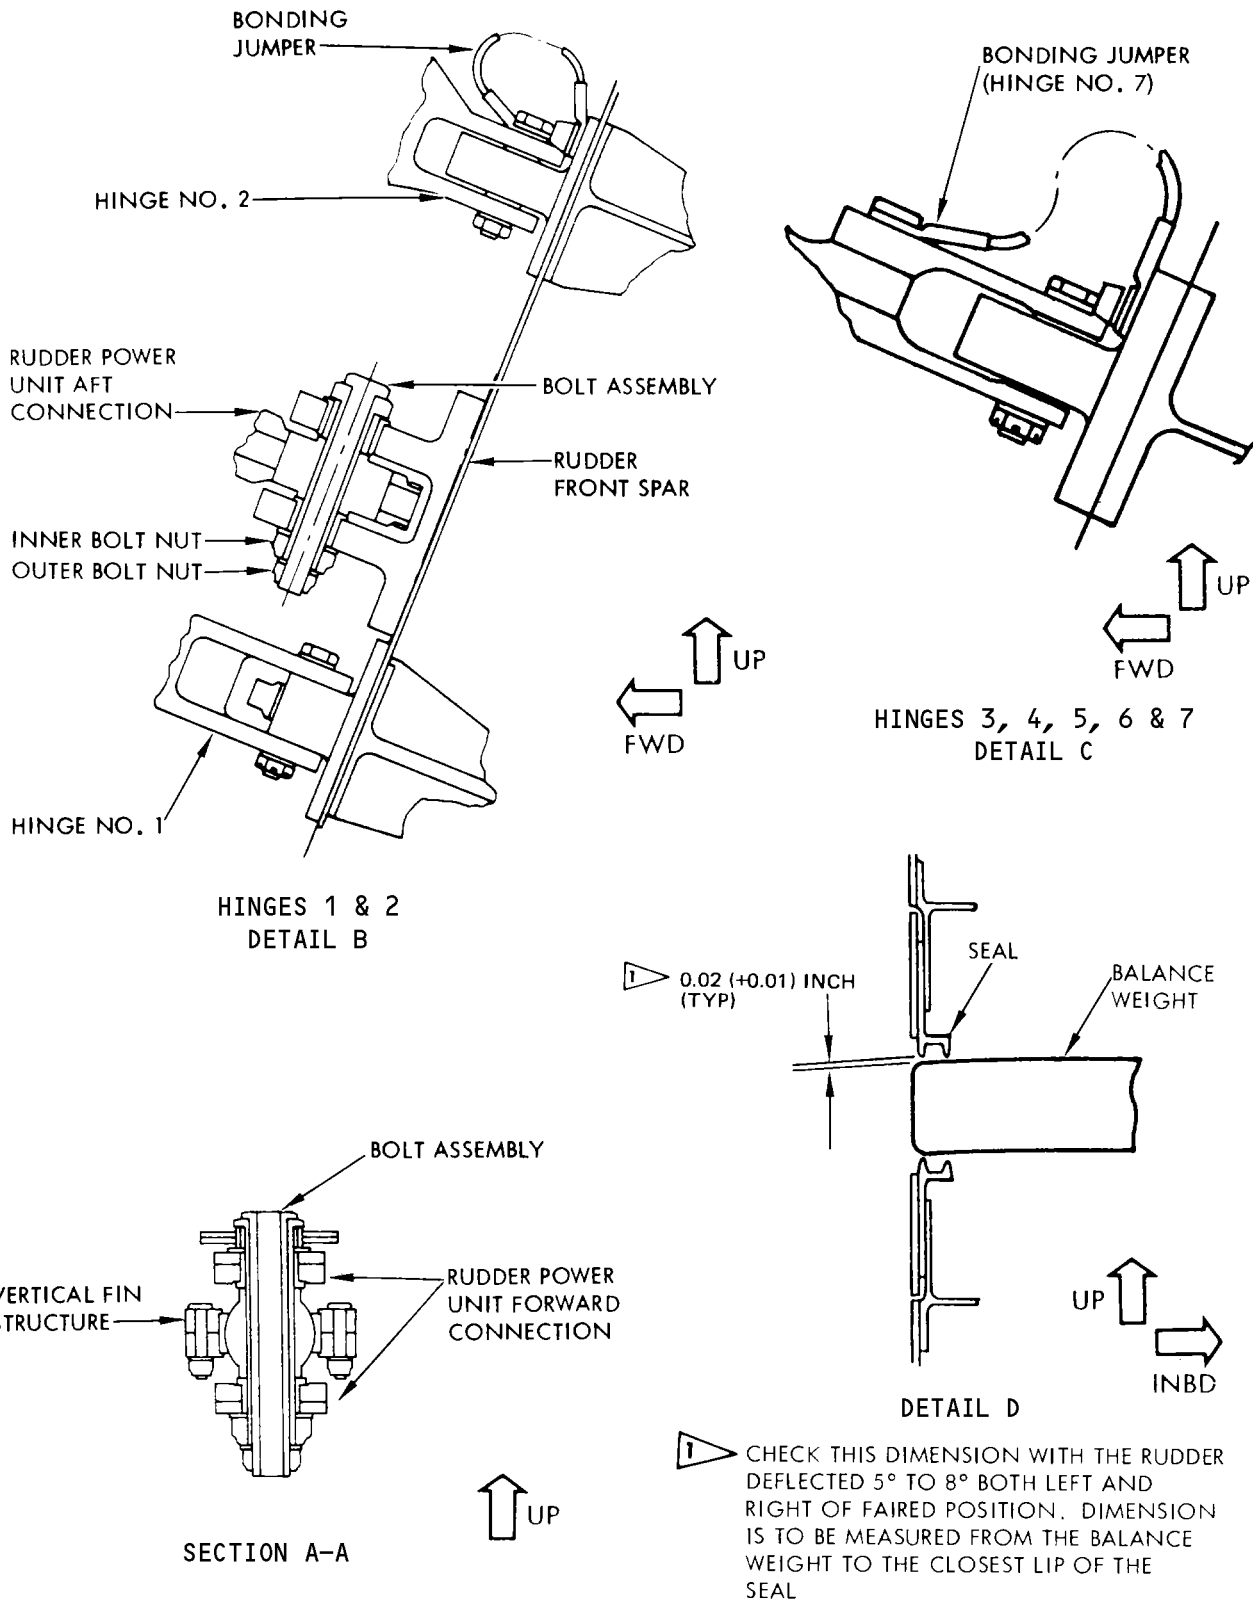 BONDING
JUMPER
HINGE NO. 2
RUDDER POWER
UNIT AFT
CONNECTION
BOLT ASSEMBLY
RUDDER
FRONT SPAR
INNER BOLT NUT
OUTER BOLT NUT
UP
FWD
HINGE NO. 1
HINGES 1 & 2
DETAIL B
BONDING JUMPER
(HINGE NO. 7)
UP
FWD
HINGES 3, 4, 5, 6 & 7
DETAIL C
BOLT ASSEMBLY
VERTICAL FIN
STRUCTURE
RUDDER POWER
UNIT FORWARD
CONNECTION
UP
SECTION A-A
1 0.02 (+0.01) INCH
(TYP)
SEAL
BALANCE
WEIGHT
UP
INBD
DETAIL D
1 CHECK THIS DIMENSION WITH THE RUDDER
DEFLECTED 5° TO 8° BOTH LEFT AND
RIGHT OF FAIRED POSITION. DIMENSION
IS TO BE MEASURED FROM THE BALANCE
WEIGHT TO THE CLOSEST LIP OF THE
SEAL